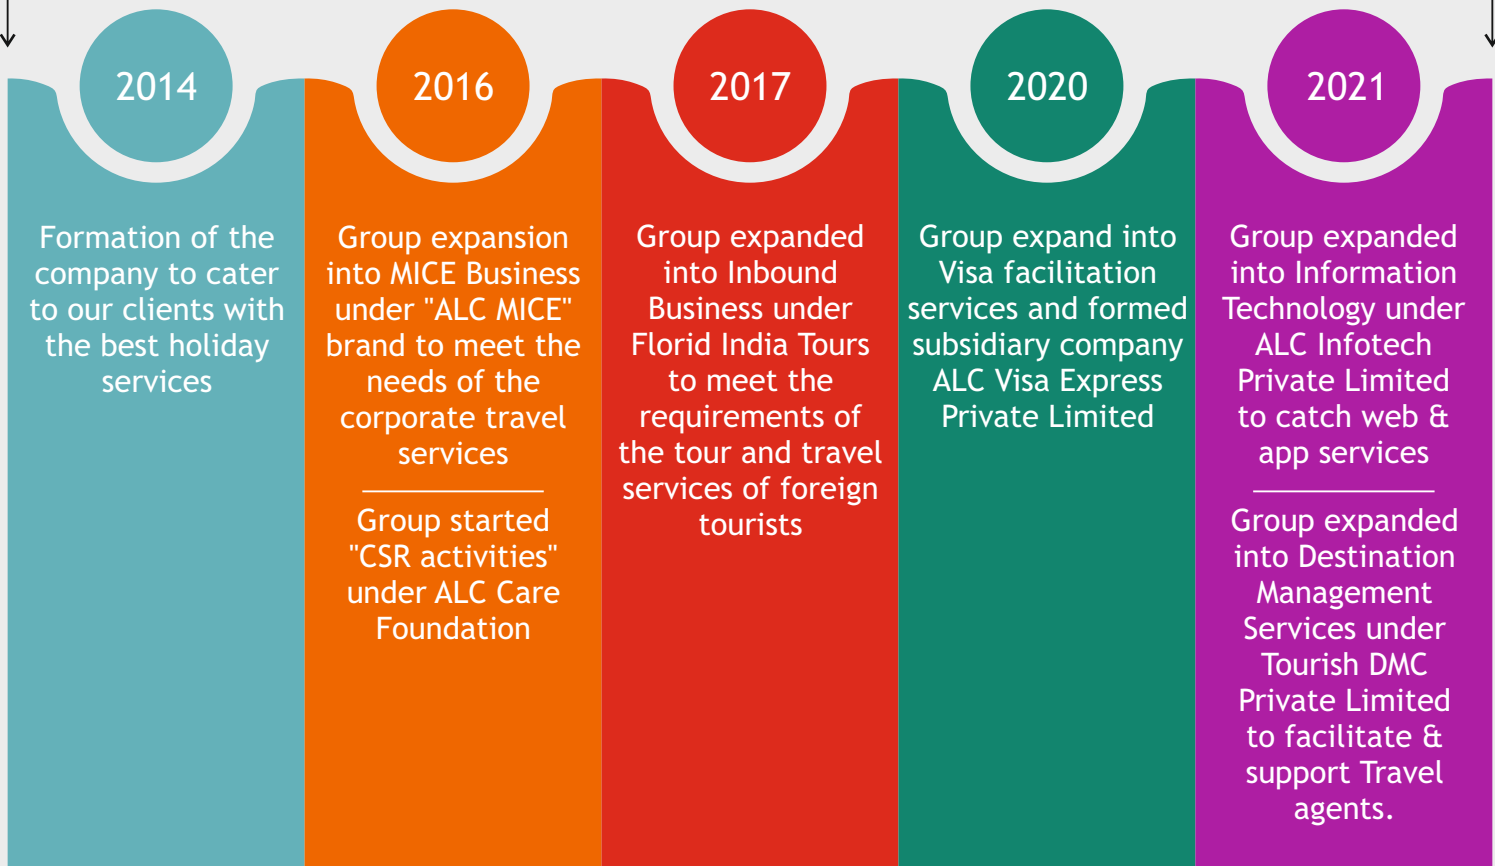 2014
Formation of the
company to cater
to our clients with
the best holiday
services
2016
Group expansion
into MICE Business
under "ALC MICE"
brand to meet the
needs of the
corporate travel
services
Group started
"CSR activities"
under ALC Care
Foundation
2017
Group expanded
into Inbound
Business under
Florid India Tours
to meet the
requirements of
the tour and travel
services of foreign
tourists
2020
Group expand into
Visa facilitation
services and formed
subsidiary company
ALC Visa Express
Private Limited
2021
Group expanded
into Information
Technology under
ALC Infotech
Private Limited
to catch web &
app services
Group expanded
into Destination
Management
Services under
Tourish DMC
Private Limited
to facilitate &
support Travel
agents.